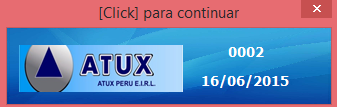 [Click] para continuar
ATUX
ATUX PERU E.I.R.L.
0002
16/06/2015